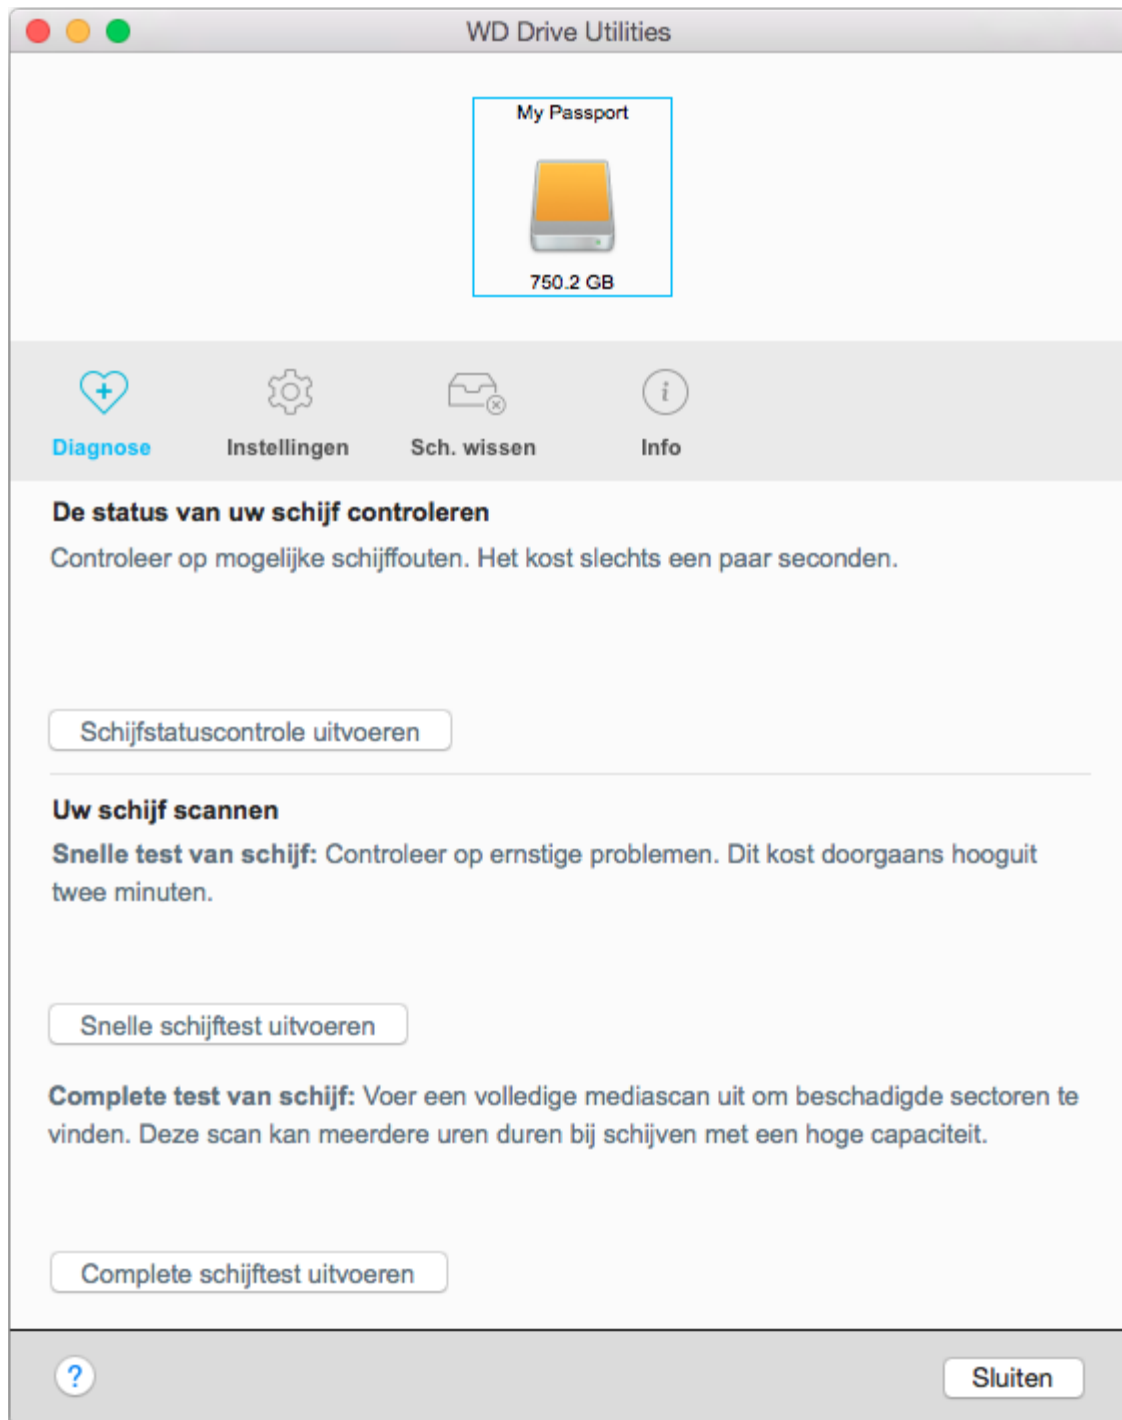 WD Drive Utilities
My Passport
750.2 GB
Diagnose
Instellingen
Sch. wissen
Info
De status van uw schijf controleren
Controleer op mogelijke schijffouten. Het kost slechts een paar seconden.
Schijfstatuscontrole uitvoeren
Uw schijf scannen
Snelle test van schijf: Controleer op ernstige problemen. Dit kost doorgaans hooguit
twee minuten.
Snelle schijftest uitvoeren
Complete test van schijf: Voer een volledige mediascan uit om beschadigde sectoren te
vinden. Deze scan kan meerdere uren duren bij schijven met een hoge capaciteit.
Complete schijftest uitvoeren
?
Sluiten